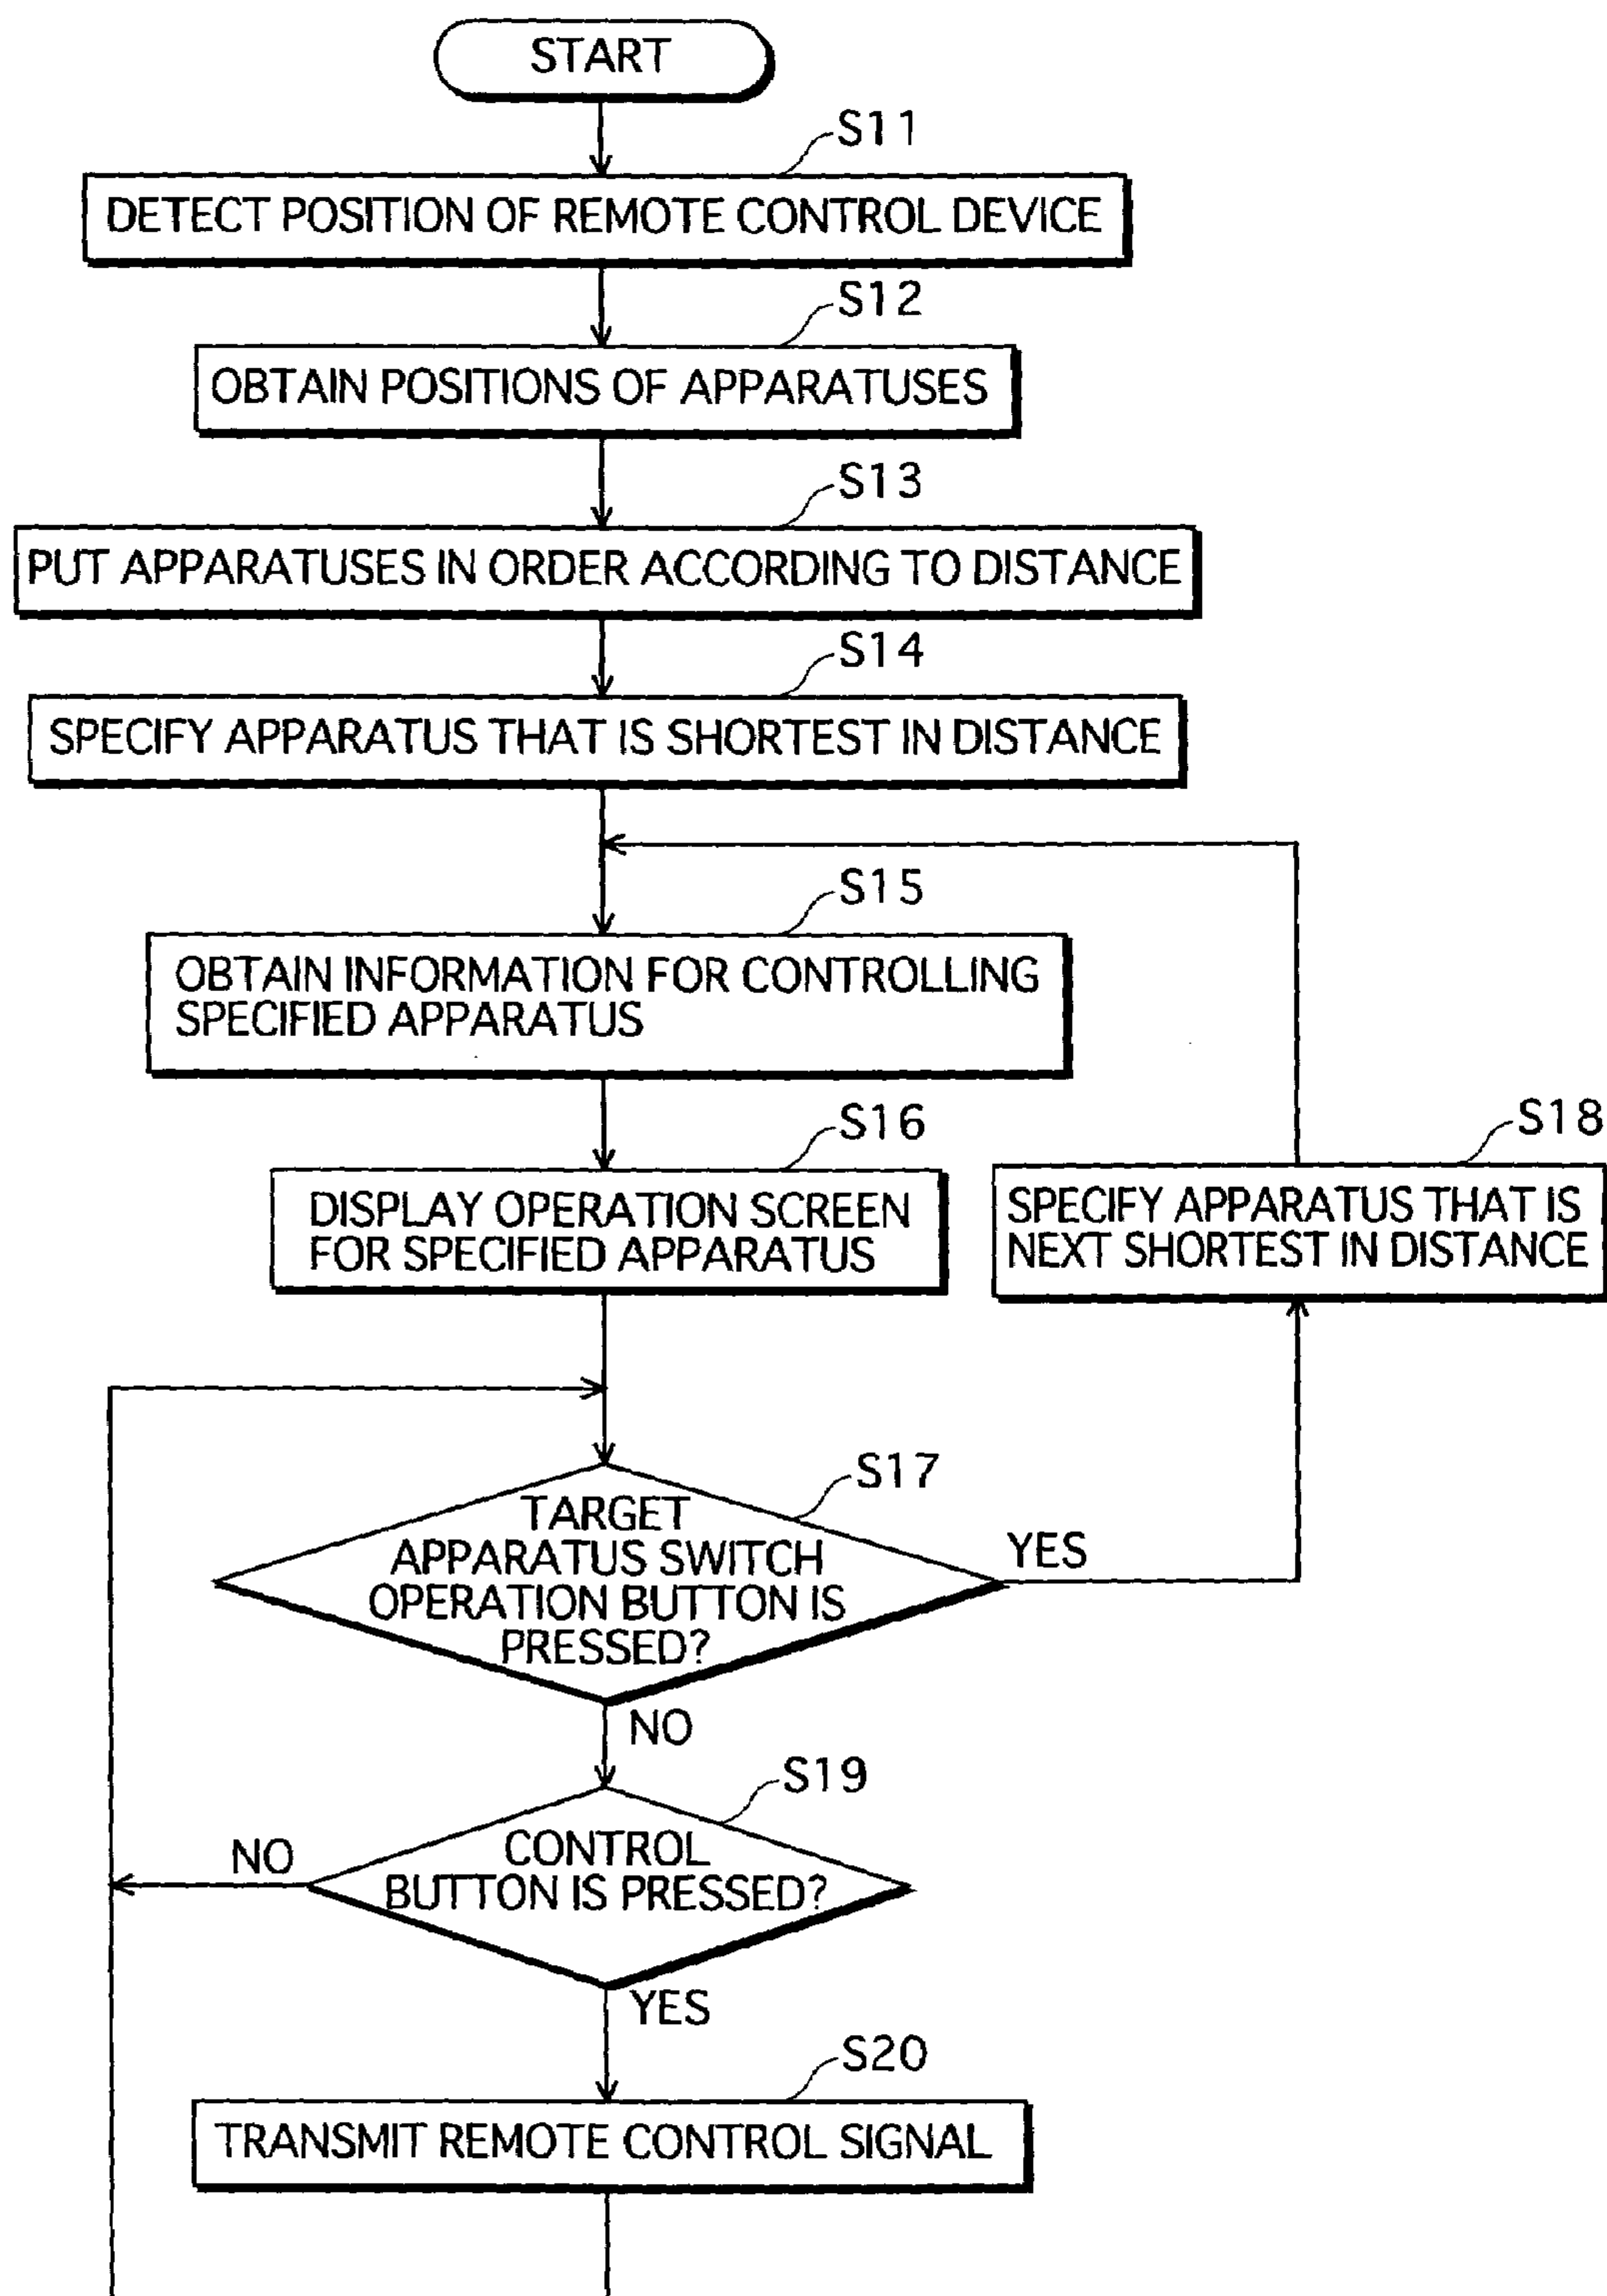 START
S11
DETECT POSITION OF REMOTE CONTROL DEVICE
S12
OBTAIN POSITIONS OF APPARATUSES
S13
PUT APPARATUSES IN ORDER ACCORDING TO DISTANCE
S14
SPECIFY APPARATUS THAT IS SHORTEST IN DISTANCE
S15
OBTAIN INFORMATION FOR CONTROLLING
SPECIFIED APPARATUS
S16
DISPLAY OPERATION SCREEN
FOR SPECIFIED APPARATUS
S18
SPECIFY APPARATUS THAT IS
NEXT SHORTEST IN DISTANCE
S17
TARGET
APPARATUS SWITCH
OPERATION BUTTON IS
PRESSED?
YES
NO
S19
CONTROL
BUTTON IS PRESSED?
NO
YES
S20
TRANSMIT REMOTE CONTROL SIGNAL